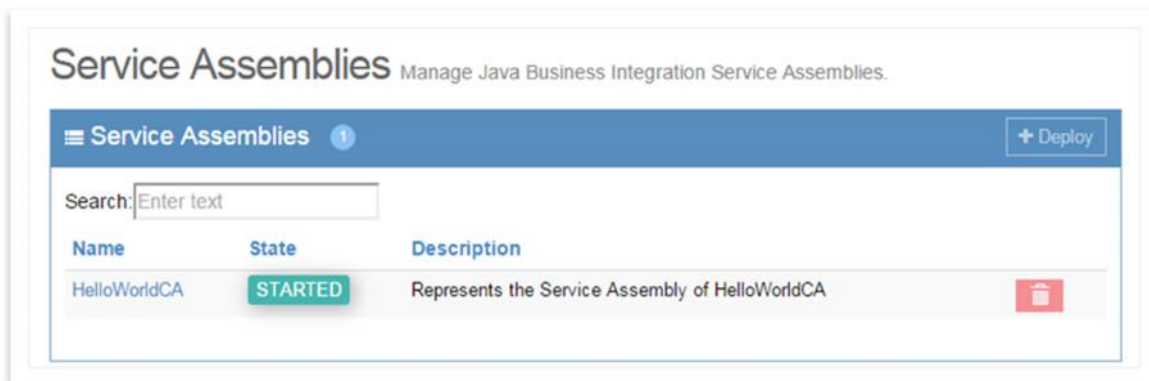 Service Assemblies Manage Java Business Integration Service Assemblies.
Service Assemblies 1
+ Deploy
Search: Enter text
Name State Description
HelloWorldCA STARTED Represents the Service Assembly of HelloWorldCA